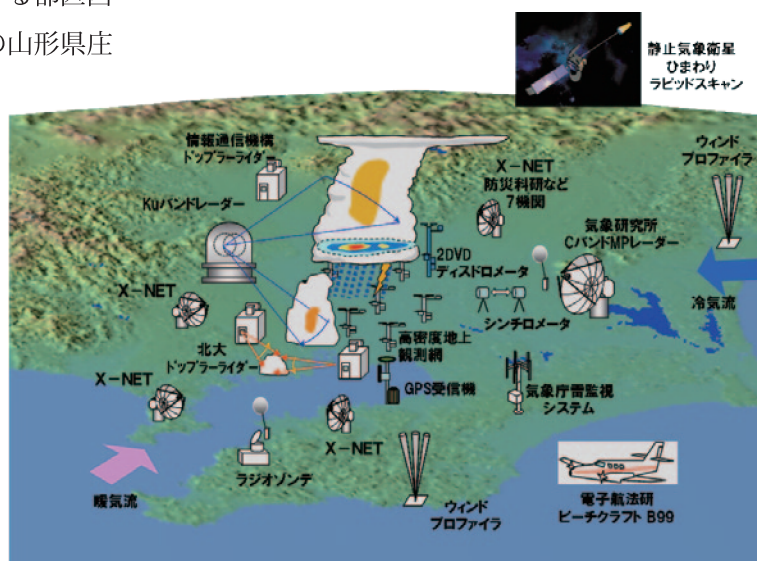 の山形県庄
静止気象衛星
ひまわり
ラピッドスキャン
情報通信機構
ドップラーライダー
X-NET
防災科研など
7機関
ウィンド
プロファイラ
Kuバンドレーダー
気象研究所
CバンドMPレーダー
2DVD
ディスドロメータ
X-NET
シンチロメータ
冷気流
北大
ドップラーライダー
高密度地上
観測網
X-NET
GPS受信機
気象庁雷監視
システム
X-NET
ラジオゾンデ
暖気流
ウィンド
プロファイラ
電子航法研
ビーチクラフト B99